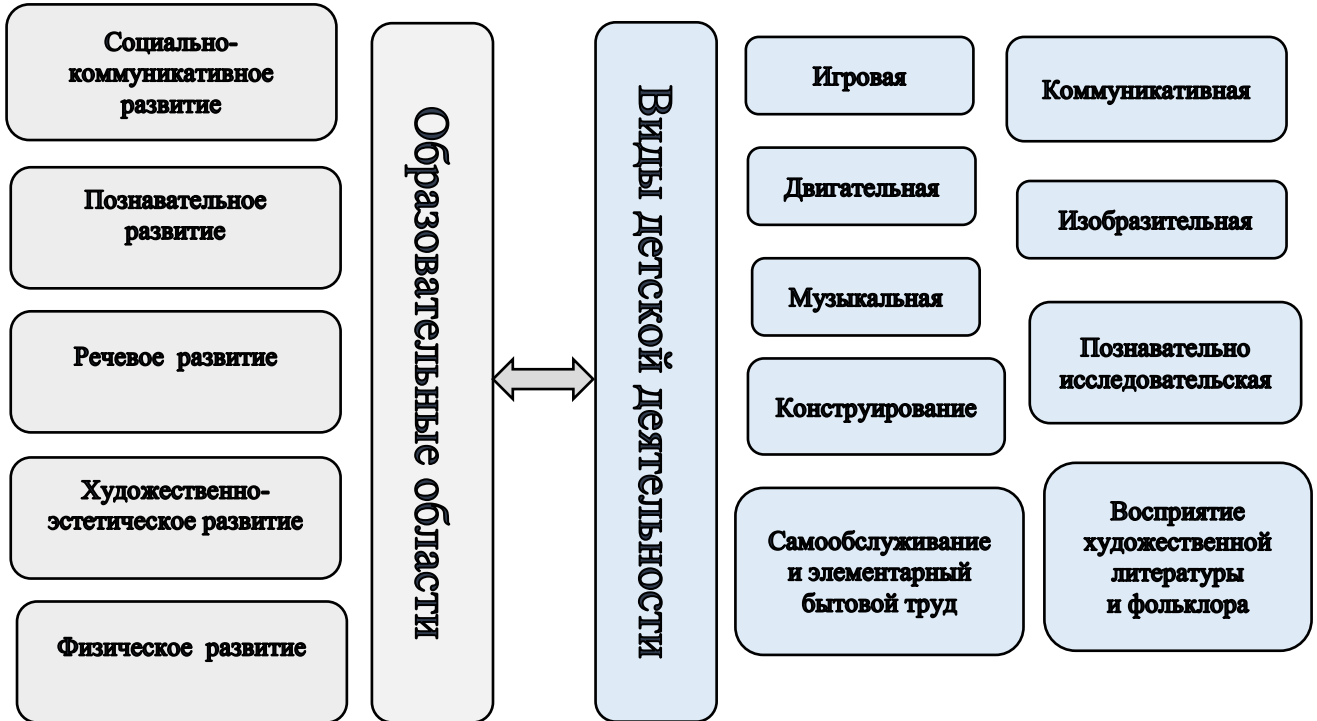 Социально-
коммуникативное
развитие
Познавательное
развитие
Речевое развитие
Художественно-
эстетическое развитие
Физическое развитие
Образовательные области
Виды детской деятельности
Игровая
Двигательная
Музыкальная
Конструирование
Самообслуживание
и элементарный
бытовой труд
Коммуникативная
Изобразительная
Познавательно
исследовательская
Восприятие
художественной
литературы
и фольклора